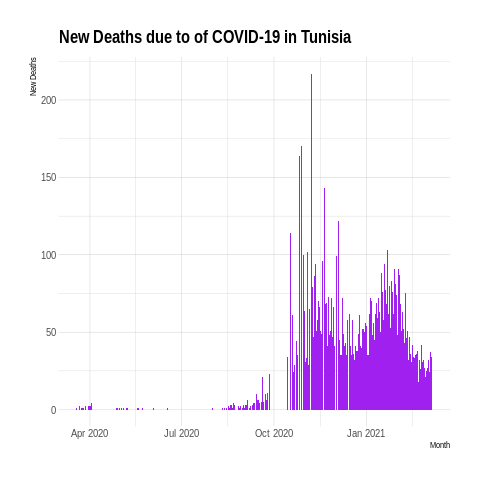 New Deaths due to of COVID-19 in Tunisia
New Deaths
200
150
100
50
0
Apr 2020
Jul 2020
Oct 2020
Jan 2021
Month